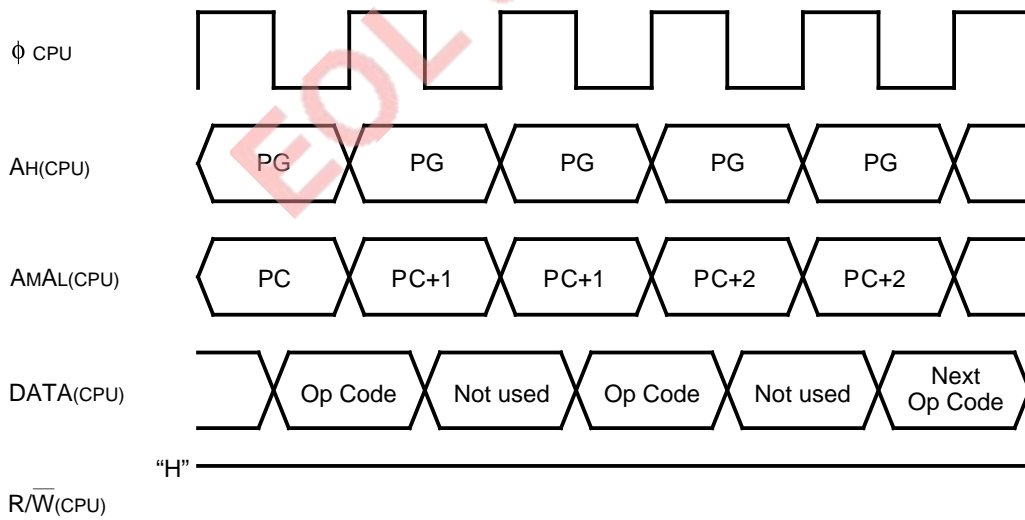 ϕ CPU
EOL
AH(CPU) PG PG PG PG PG
AMAL(CPU) PC PC+1 PC+1 PC+2 PC+2
DATA(CPU) Op Code Not used Op Code Not used Next Op Code
“H”
R/W̅(CPU)